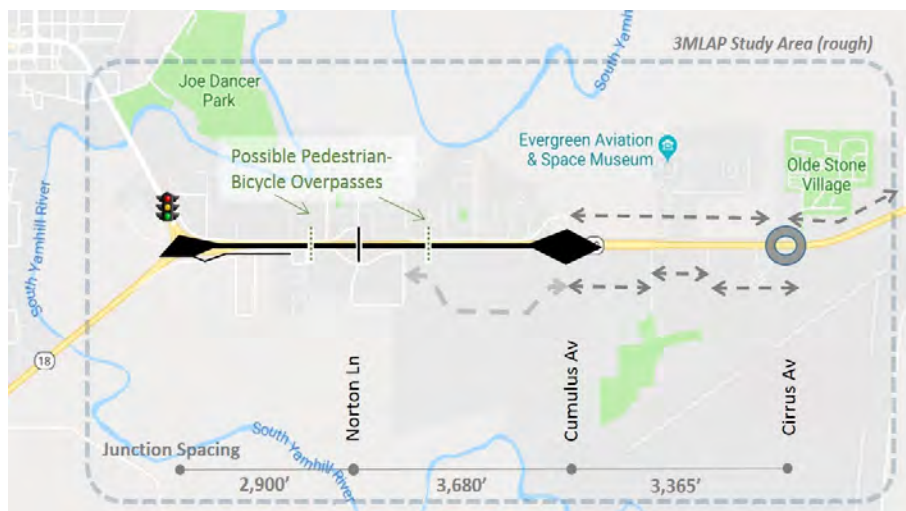 3MLAP Study Area (rough)
South Yamh
Joe Dancer
Park
Evergreen Aviation
& Space Museum
Possible Pedestrian-
Bicycle Overpasses
Olde Stone
Village
South Yamhill River
18
Norton Ln
Cumulus Av
Cirrus Av
South Yamhill River
Junction Spacing
2,900'
3,680'
3,365'